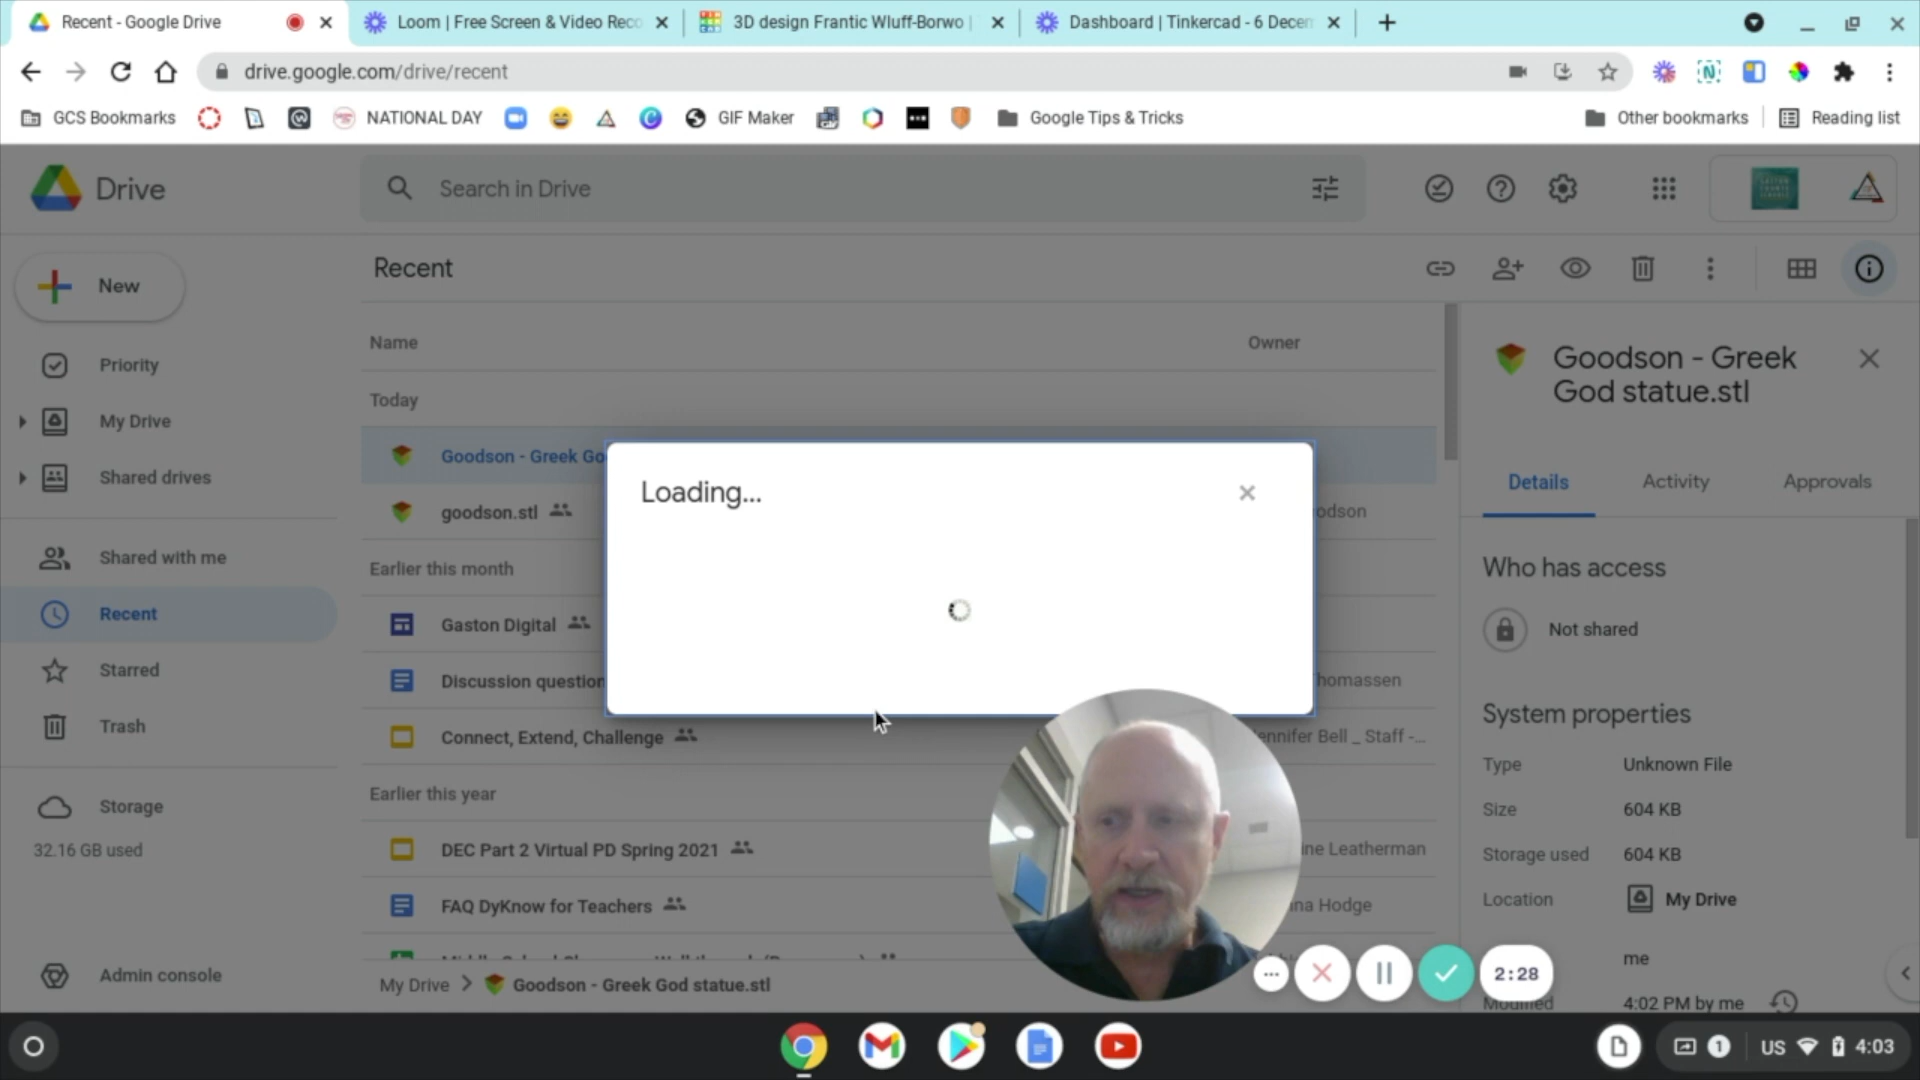 Recent - Google Drive
Loom | Free Screen & Video Reco
3D design Frantic Wluff-Borwo |
Dashboard | Tinkercad - 6 Decem
drive.google.com/drive/recent
GCS Bookmarks
NATIONAL DAY
GIF Maker
Google Tips & Tricks
Other bookmarks
Reading list
Drive
Search in Drive
New
Recent
Name
Owner
Goodson - Greek God statue.stl
Priority
My Drive
Shared drives
Shared with me
Recent
Starred
Trash
Storage
32.16 GB used
Admin console
Today
Goodson - Greek Go
goodson.stl
odson
Earlier this month
Gaston Digital
Discussion question
homassen
Connect, Extend, Challenge
ennifer Bell _ Staff -...
Earlier this year
DEC Part 2 Virtual PD Spring 2021
ine Leatherman
FAQ DyKnow for Teachers
na Hodge
My Drive > Goodson - Greek God statue.stl
Loading...
Details
Activity
Approvals
Who has access
Not shared
System properties
Type Unknown File
Size 604 KB
Storage used 604 KB
Location My Drive
me
Modified 4:02 PM by me
2:28
1
US
4:03